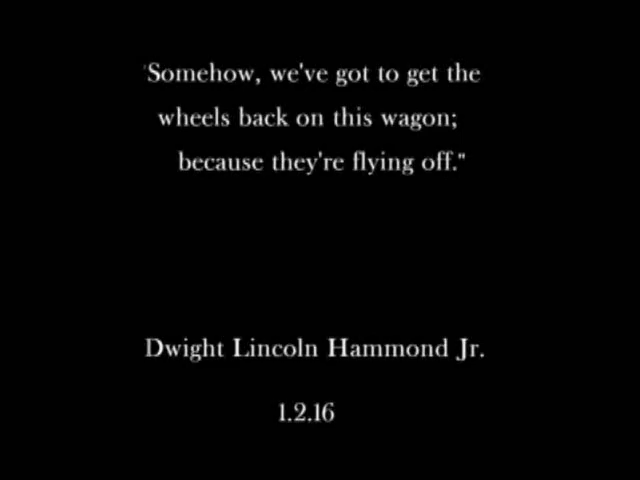 "Somehow, we've got to get the
wheels back on this wagon;
because they're flying off."
Dwight Lincoln Hammond Jr.
1.2.16